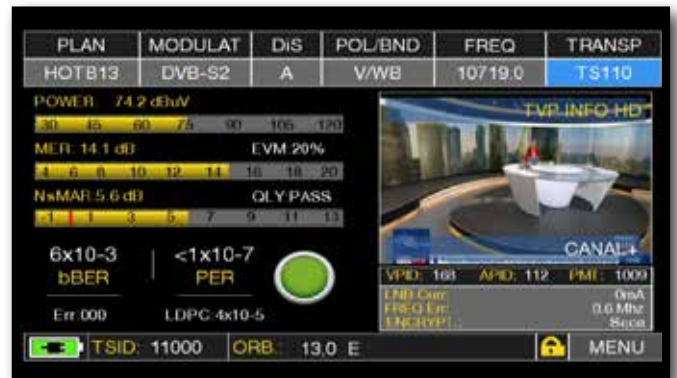 PLAN MODULAT DiS POL/BND FREQ TRANSP
HOTB13 DVB-S2 A V/WB 10719.0 TS110
POWER 74.2 dBuV
30 45 60 75 90 105 120
MER: 14.1 dB EVM:20%
4 6 8 10 12 14 16 18 20
NsMAR:5.6 dB QLY:PASS
-1 1 3 5 7 9 11 13
6x10-3 <1x10-7
bBER PER
Err:000 LDPC:4x10-5
TVP INFO HD
CANAL+
VPID: 168 APID: 112 PMT: 1009
LNB Curr: 0mA
FREQ Err: 0.6 Mhz
ENCRYPT.: Seca
TSID: 11000 ORB.: 13,0 E MENU